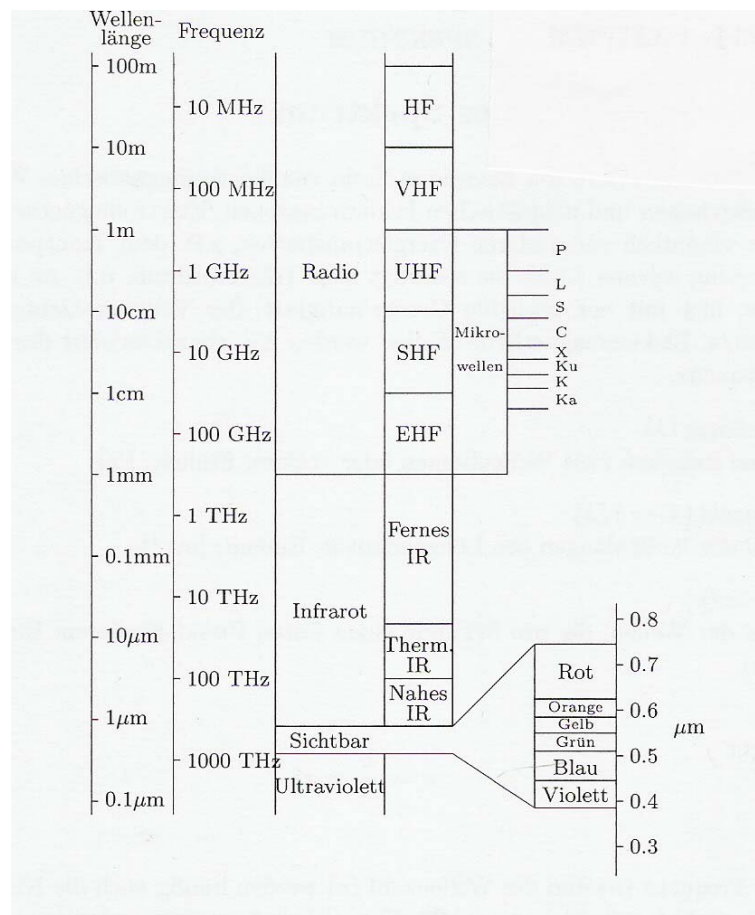 Wellen-
länge
Frequenz
100m
10 MHz
HF
10m
100 MHz
VHF
1m
P
1 GHz
Radio
UHF
L
S
10cm
Mikro-
C
10 GHz
SHF
X
wellen
Ku
K
1cm
Ka
100 GHz
EHF
1mm
1 THz
Fernes
IR
0.1mm
10 THz
Infrarot
0.8
10μm
Therm.
IR
0.7
Rot
100 THz
Nahes
IR
Orange
0.6
1μm
Gelb
μm
Sichtbar
Grün
0.5
1000 THz
Blau
Ultraviolett
Violett
0.4
0.1μm
0.3